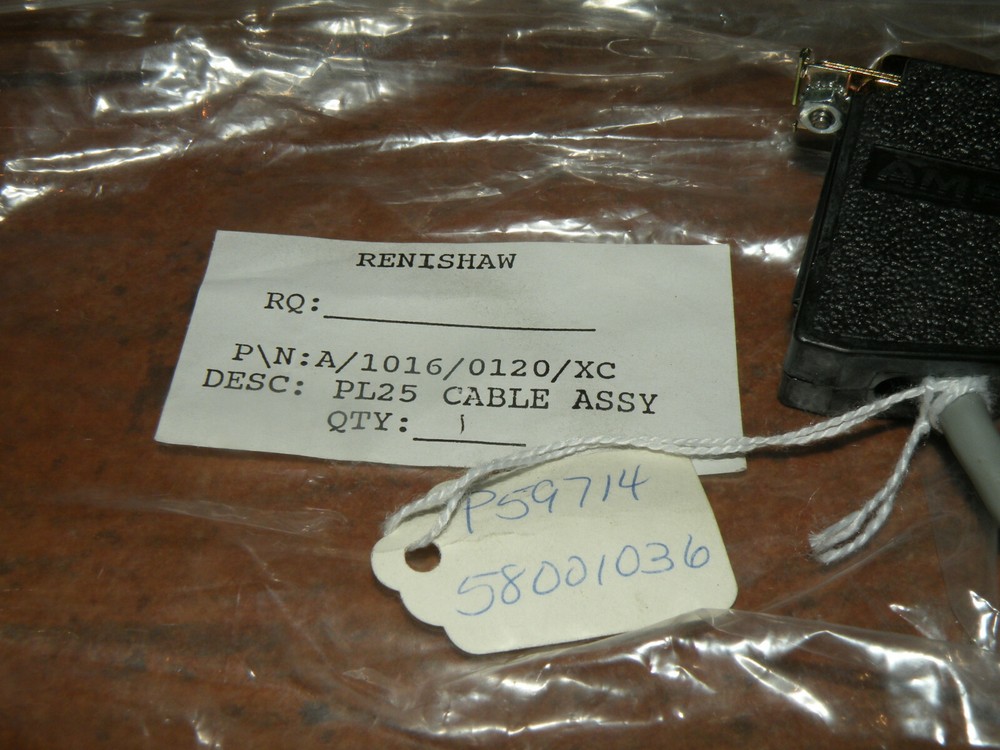 RENISHAW
RQ:
P\N:A/1016/0120/XC
DESC: PL25 CABLE ASSY
QTY: 1
P59714
58001036